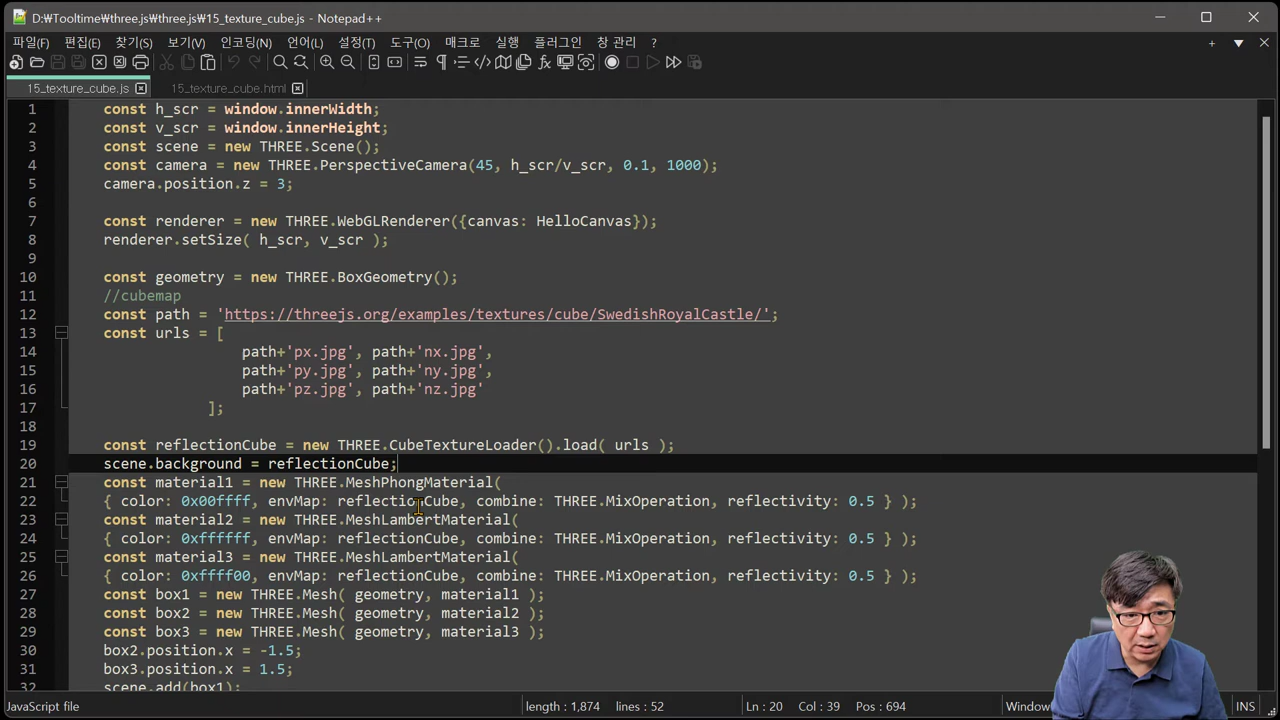 D:₩Tooltime₩three.js₩three.js₩15_texture_cube.js - Notepad++
파일(F) 편집(E) 찾기(S) 보기(V) 인코딩(N) 언어(L) 설정(T) 도구(O) 매크로 실행 플러그인 창 관리 ?
15_texture_cube.js 15_texture_cube.html
1 const h_scr = window.innerWidth;
2 const v_scr = window.innerHeight;
3 const scene = new THREE.Scene();
4 const camera = new THREE.PerspectiveCamera(45, h_scr/v_scr, 0.1, 1000);
5 camera.position.z = 3;
6
7 const renderer = new THREE.WebGLRenderer({canvas: HelloCanvas});
8 renderer.setSize( h_scr, v_scr );
9
10 const geometry = new THREE.BoxGeometry();
11 //cubemap
12 const path = 'https://threejs.org/examples/textures/cube/SwedishRoyalCastle/';
13 const urls = [
14 path+'px.jpg', path+'nx.jpg',
15 path+'py.jpg', path+'ny.jpg',
16 path+'pz.jpg', path+'nz.jpg'
17 ];
18
19 const reflectionCube = new THREE.CubeTextureLoader().load( urls );
20 scene.background = reflectionCube;
21 const material1 = new THREE.MeshPhongMaterial(
22 { color: 0x00ffff, envMap: reflectionCube, combine: THREE.MixOperation, reflectivity: 0.5 } );
23 const material2 = new THREE.MeshLambertMaterial(
24 { color: 0xffffff, envMap: reflectionCube, combine: THREE.MixOperation, reflectivity: 0.5 } );
25 const material3 = new THREE.MeshLambertMaterial(
26 { color: 0xffff00, envMap: reflectionCube, combine: THREE.MixOperation, reflectivity: 0.5 } );
27 const box1 = new THREE.Mesh( geometry, material1 );
28 const box2 = new THREE.Mesh( geometry, material2 );
29 const box3 = new THREE.Mesh( geometry, material3 );
30 box2.position.x = -1.5;
31 box3.position.x = 1.5;
32 scene.add(box1);
JavaScript file length : 1,874 lines : 52 Ln : 20 Col : 39 Pos : 694 Window INS